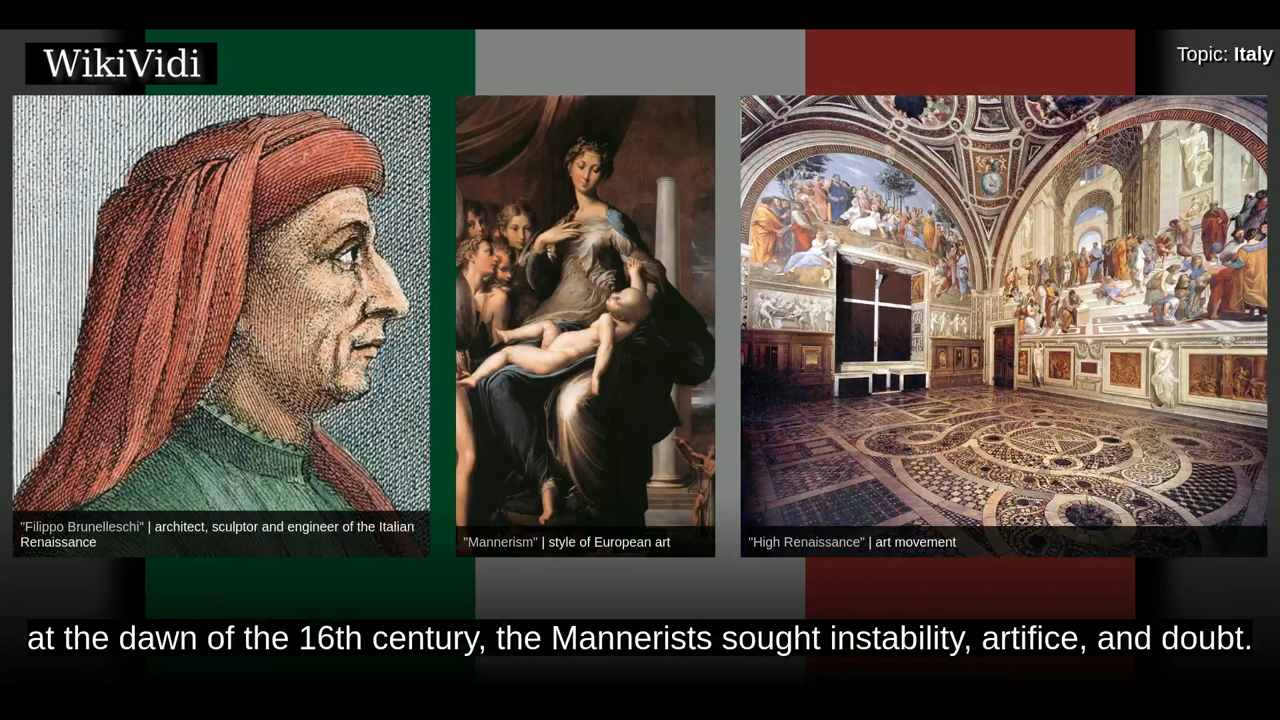 WikiVidi
Topic: Italy
"Filippo Brunelleschi" | architect, sculptor and engineer of the Italian
Renaissance
"Mannerism" | style of European art
"High Renaissance" | art movement
at the dawn of the 16th century, the Mannerists sought instability, artifice, and doubt.